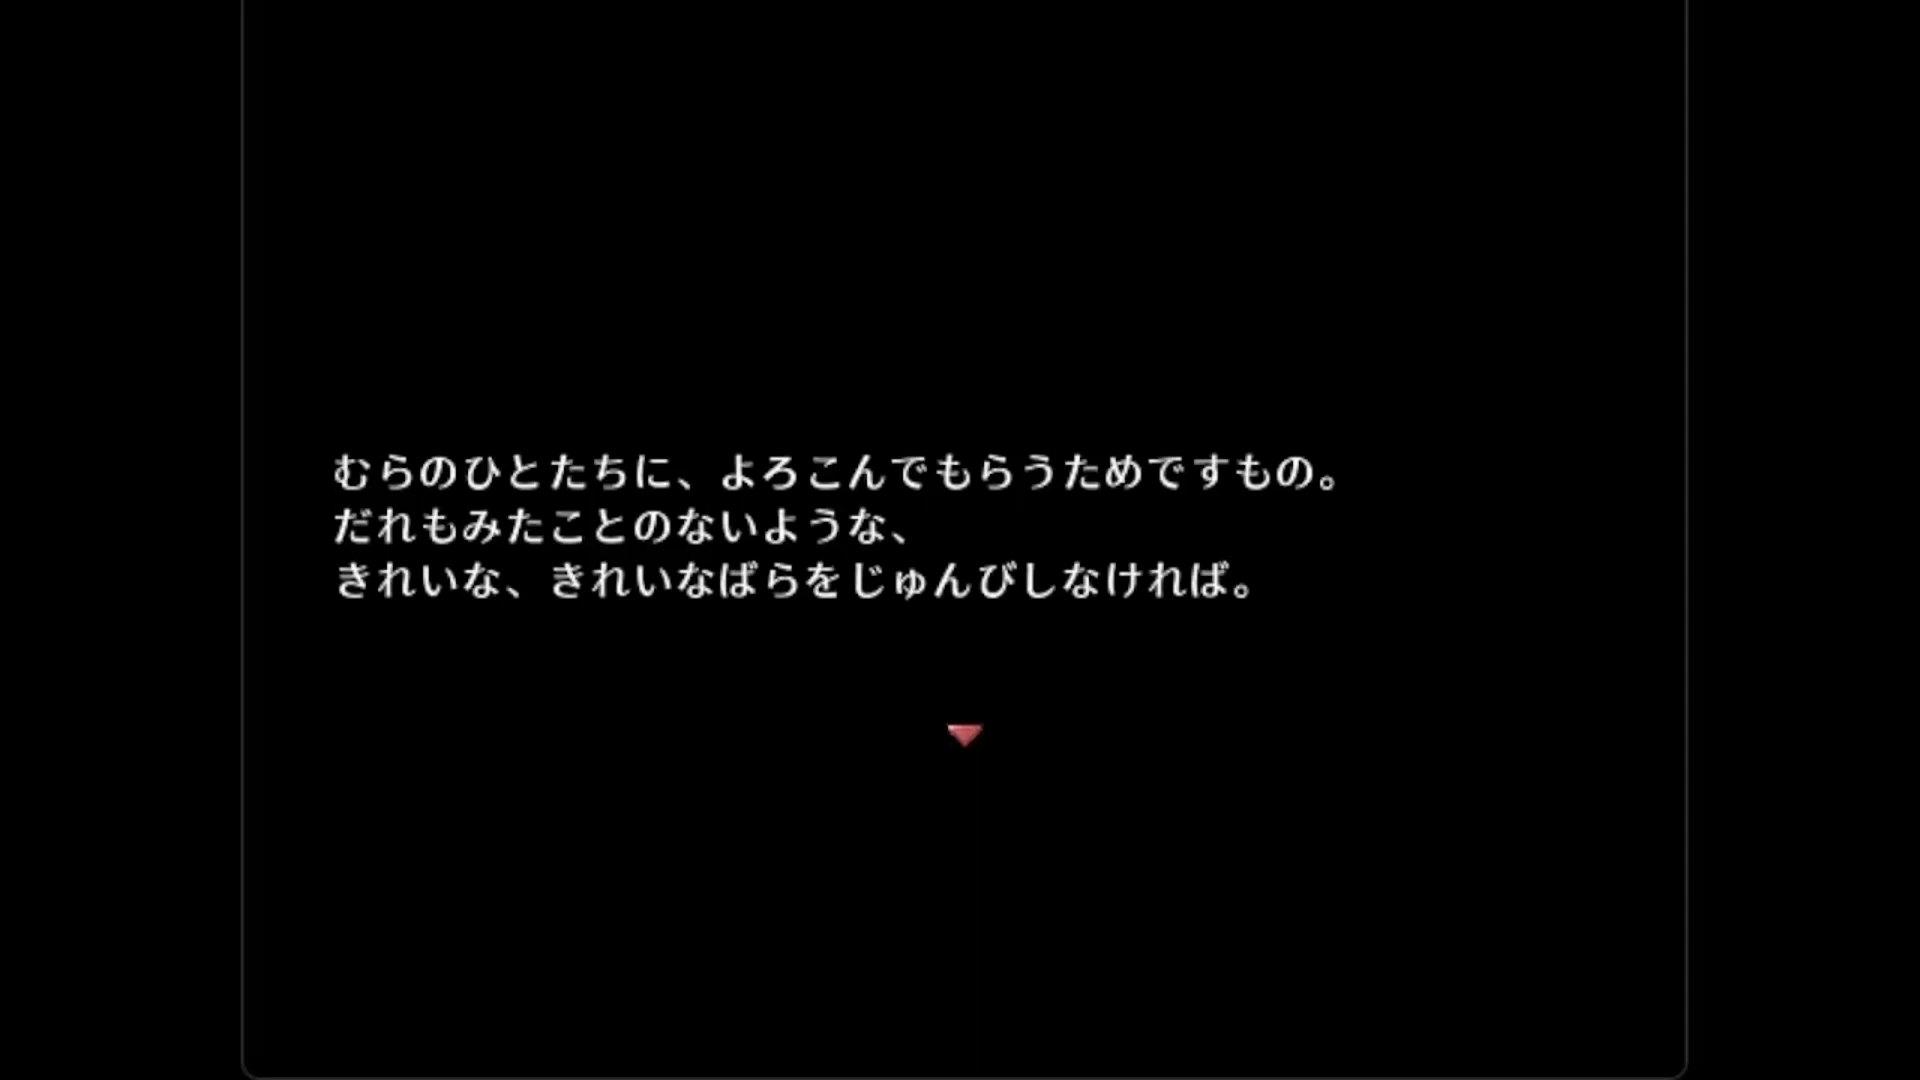 むらのひとたちに、よろこんでもらうためですもの。
だれもみたことのないような、
きれいな、きれいなばらをじゅんびしなければ。